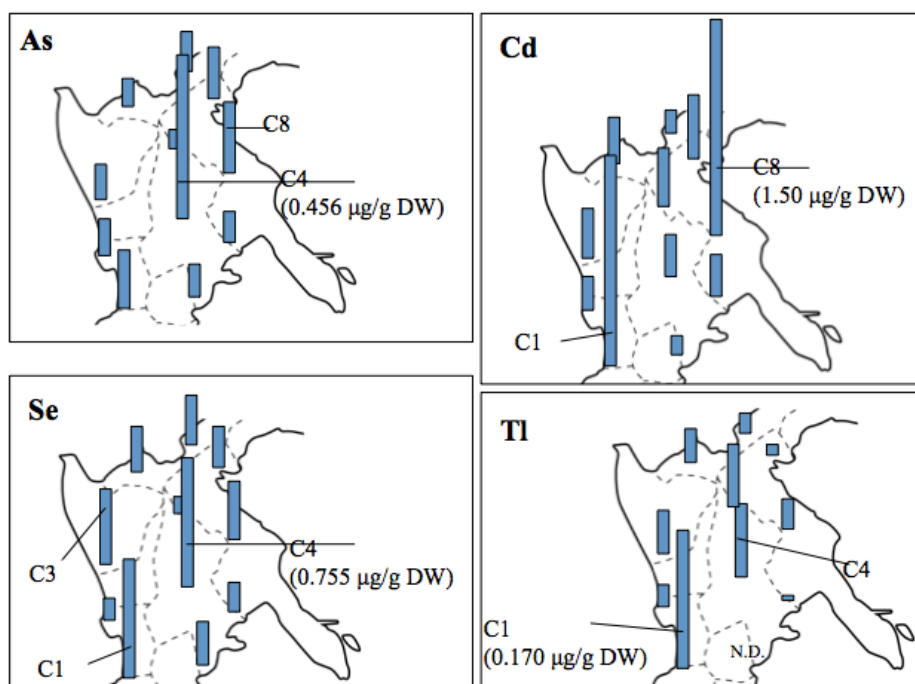 As
C8
C4
(0.456 µg/g DW)
Cd
C8
(1.50 µg/g DW)
C1
Se
C4
(0.755 µg/g DW)
C3
C1
Tl
C4
C1
(0.170 µg/g DW)
N.D.